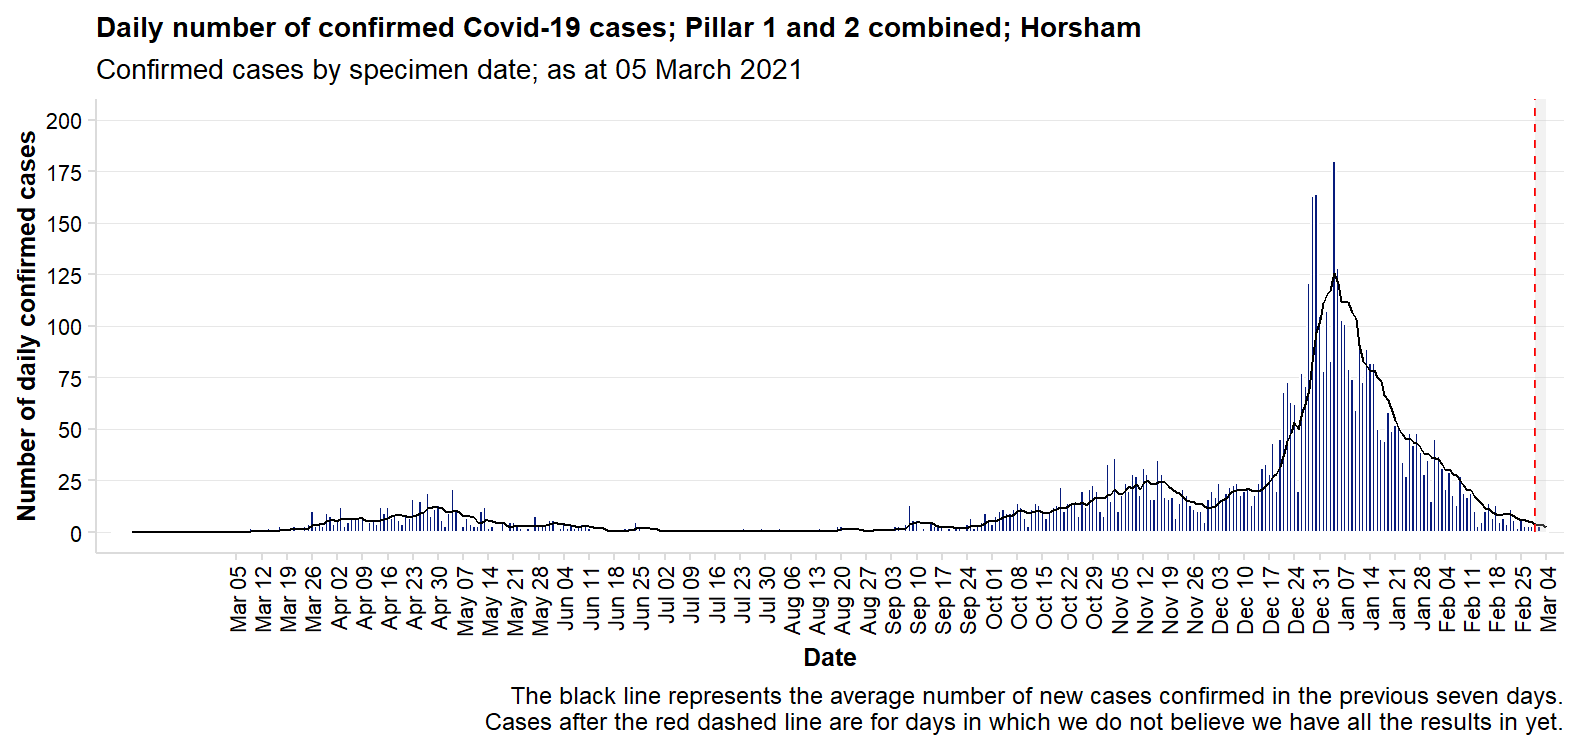 Daily number of confirmed Covid-19 cases; Pillar 1 and 2 combined; Horsham
Confirmed cases by specimen date; as at 05 March 2021
Number of daily confirmed cases
200
175
150
125
100
75
50
25
0
Mar 05
Mar 12
Mar 19
Mar 26
Apr 02
Apr 09
Apr 16
Apr 23
Apr 30
May 07
May 14
May 21
May 28
Jun 04
Jun 11
Jun 18
Jun 25
Jul 02
Jul 09
Jul 16
Jul 23
Jul 30
Aug 06
Aug 13
Aug 20
Aug 27
Sep 03
Sep 10
Sep 17
Sep 24
Oct 01
Oct 08
Oct 15
Oct 22
Oct 29
Nov 05
Nov 12
Nov 19
Nov 26
Dec 03
Dec 10
Dec 17
Dec 24
Dec 31
Jan 07
Jan 14
Jan 21
Jan 28
Feb 04
Feb 11
Feb 18
Feb 25
Mar 04
Date
The black line represents the average number of new cases confirmed in the previous seven days.
Cases after the red dashed line are for days in which we do not believe we have all the results in yet.